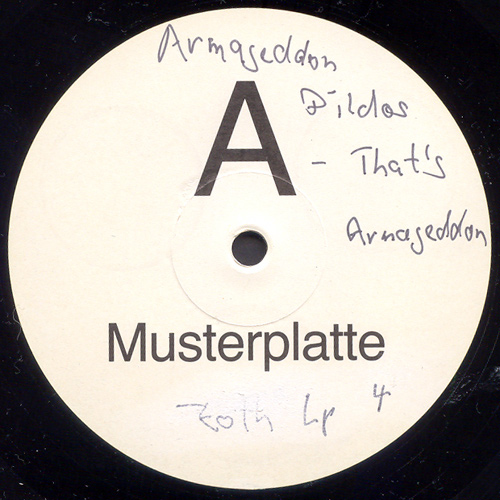 Armageddon
A
Dildos
- That's
Armageddon
Musterplatte
Lp 4